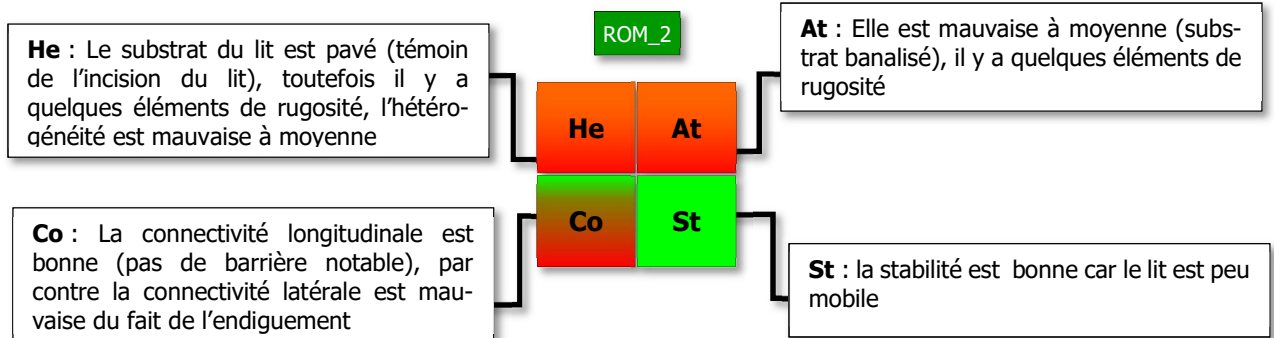 He : Le substrat du lit est pavé (témoin
de l’incision du lit), toutefois il y a
quelques éléments de rugosité, l’hétéro-
généité est mauvaise à moyenne
ROM_2
At : Elle est mauvaise à moyenne (subs-
trat banalisé), il y a quelques éléments de
rugosité
He
At
Co
St
Co : La connectivité longitudinale est
bonne (pas de barrière notable), par
contre la connectivité latérale est mau-
vaise du fait de l’endiguement
St : la stabilité est bonne car le lit est peu
mobile